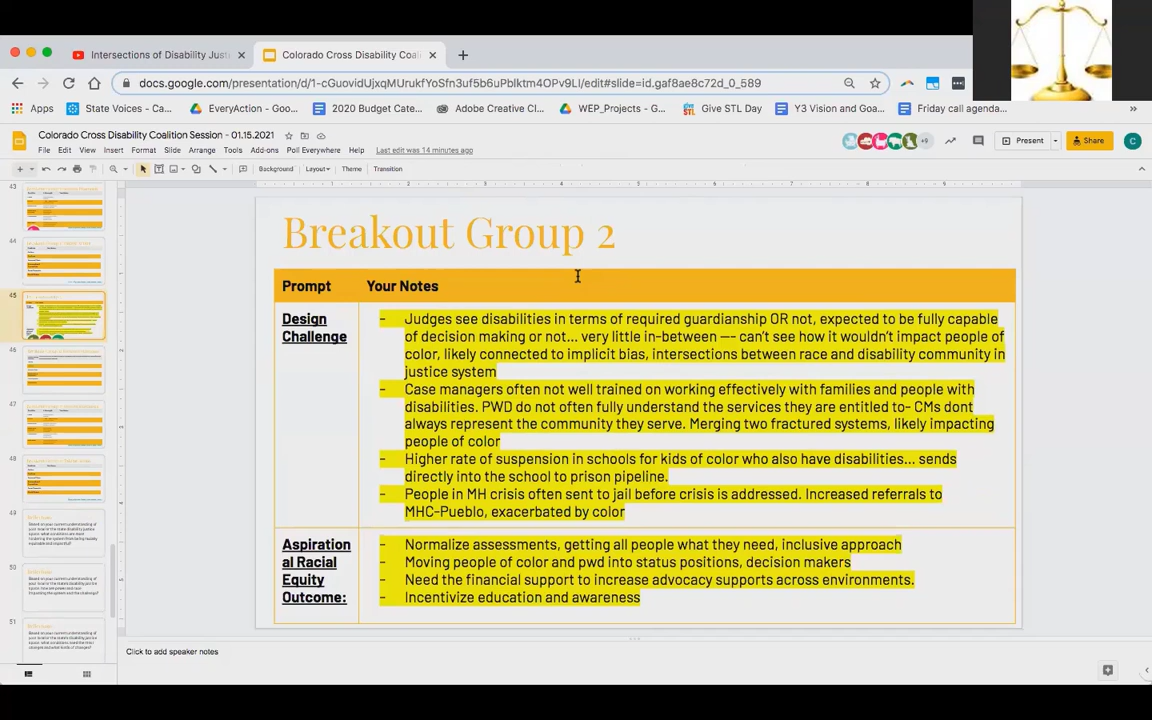 Intersections of Disability Just
Colorado Cross Disability Coali
docs.google.com/presentation/d/1-cGuovidUjxqMUrukfYoSfn3uf5b6uPblktm4OPv9LI/edit#slide=id.gaf8ae8c72d_0_589
Apps
State Voices - Ca...
EveryAction - Goo...
2020 Budget Cate...
Adobe Creative Cl...
WEP_Projects - G...
Give STL Day
Y3 Vision and Goa...
Friday call agenda...
Colorado Cross Disability Coalition Session - 01.15.2021
File Edit View Insert Format Slide Arrange Tools Add-ons Poll Everywhere Help Last edit was 14 minutes ago
+9
Present
Share
C
Background Layout Theme Transition
43
44
45
46
47
48
49
50
51
Breakout Group 2
Prompt Your Notes
Design
Challenge
- Judges see disabilities in terms of required guardianship OR not, expected to be fully capable
of decision making or not... very little in-between --- can't see how it wouldn't impact people of
color, likely connected to implicit bias, intersections between race and disability community in
justice system
- Case managers often not well trained on working effectively with families and people with
disabilities. PWD do not often fully understand the services they are entitled to- CMs dont
always represent the community they serve. Merging two fractured systems, likely impacting
people of color
- Higher rate of suspension in schools for kids of color who also have disabilities... sends
directly into the school to prison pipeline.
- People in MH crisis often sent to jail before crisis is addressed. Increased referrals to
MHC-Pueblo, exacerbated by color
Aspiration
al Racial
Equity
Outcome:
- Normalize assessments, getting all people what they need, inclusive approach
- Moving people of color and pwd into status positions, decision makers
- Need the financial support to increase advocacy supports across environments.
- Incentivize education and awareness
Click to add speaker notes